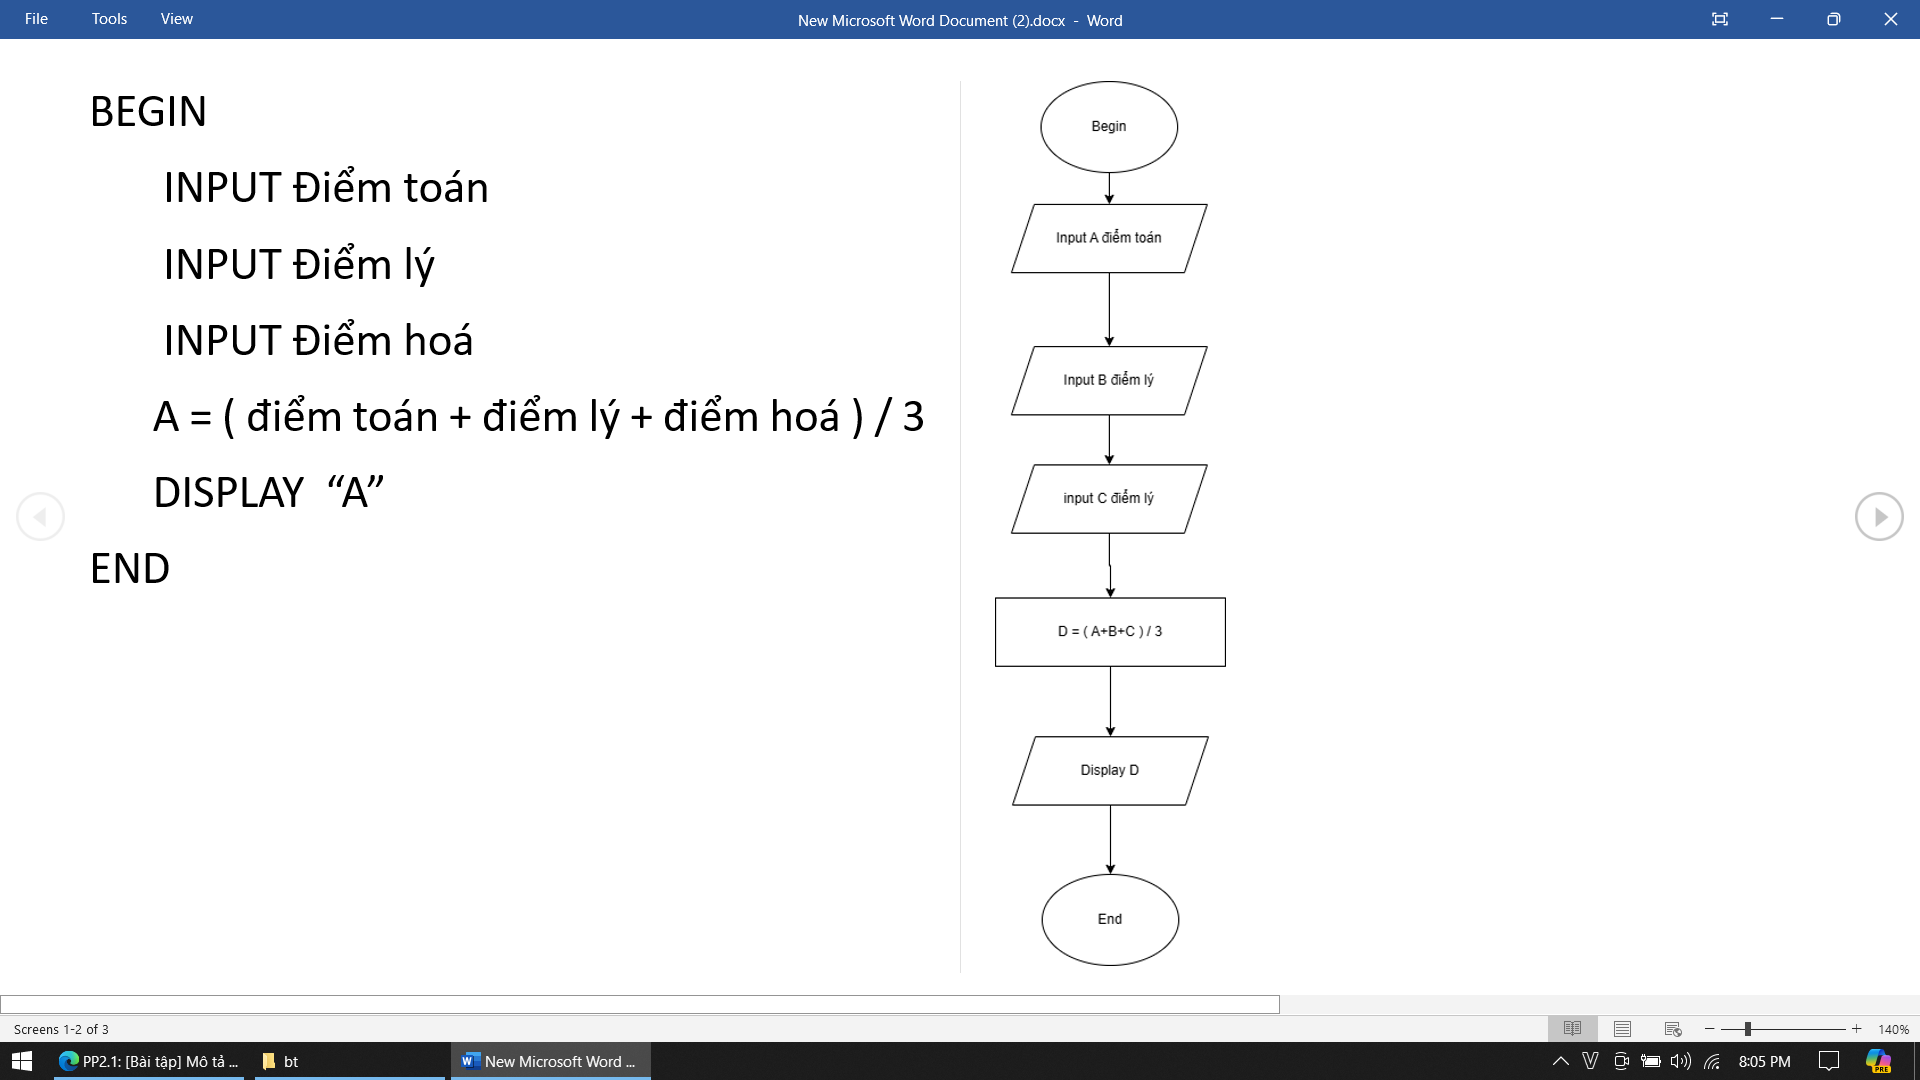 File Tools View
New Microsoft Word Document (2).docx - Word
BEGIN
INPUT Điểm toán
INPUT Điểm lý
INPUT Điểm hoá
A = ( điểm toán + điểm lý + điểm hoá ) / 3
DISPLAY “A”
END
Begin
Input A điểm toán
Input B điểm lý
input C điểm lý
D = ( A+B+C ) / 3
Display D
End
Screens 1-2 of 3
140%
PP2.1: [Bài tập] Mô tả ...
bt
New Microsoft Word ...
8:05 PM
PRE